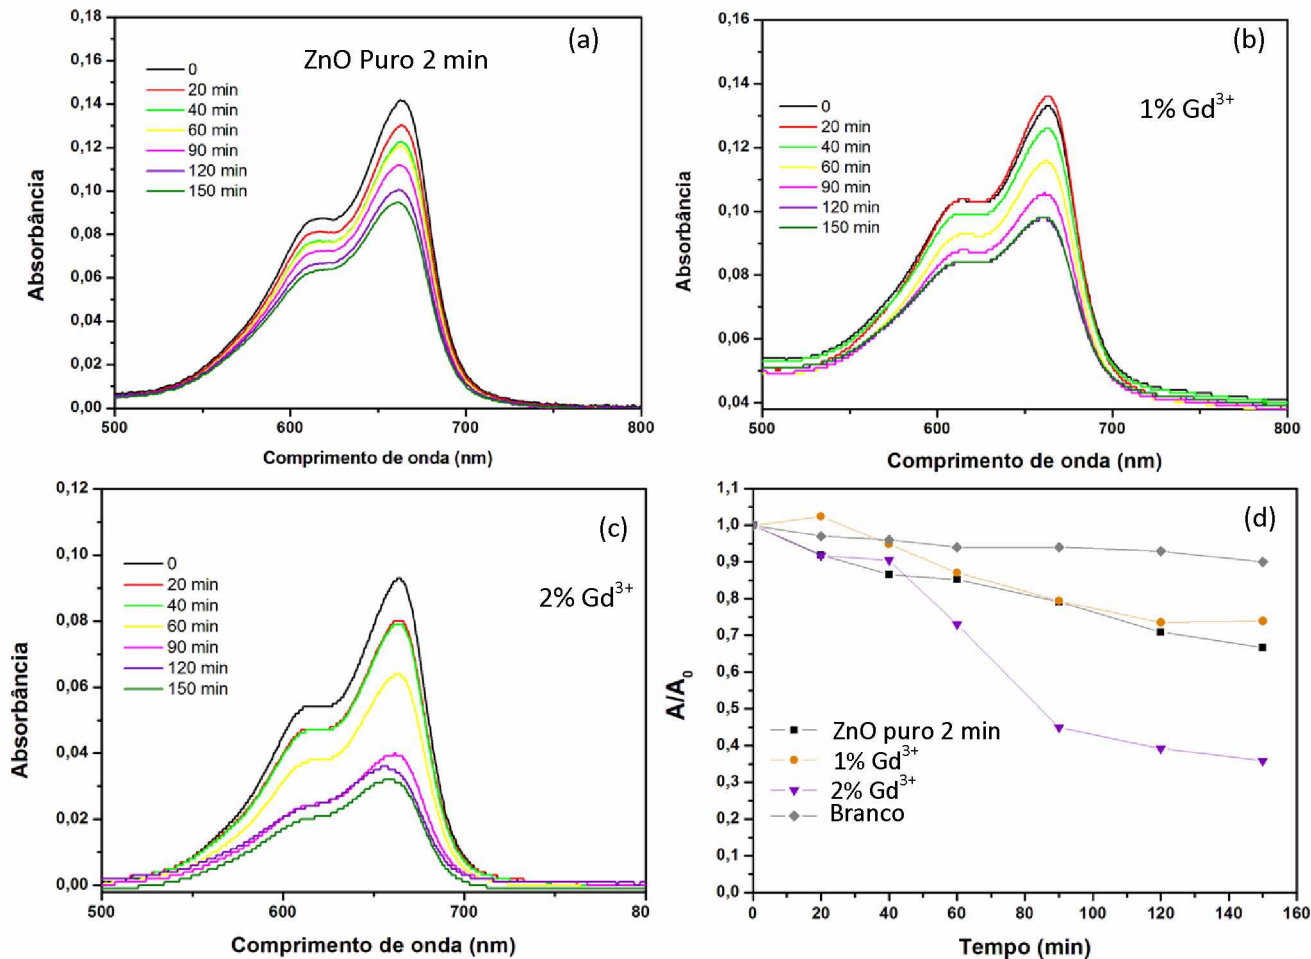 (a)
ZnO Puro 2 min
0
20 min
40 min
60 min
90 min
120 min
150 min
0,18
0,16
0,14
0,12
0,10
0,08
0,06
0,04
0,02
0,00
Absorbância
500
600
700
800
Comprimento de onda (nm)
(b)
1% Gd³⁺
0
20 min
40 min
60 min
90 min
120 min
150 min
0,16
0,14
0,12
0,10
0,08
0,06
0,04
Absorbância
500
600
700
800
Comprimento de onda (nm)
(c)
2% Gd³⁺
0
20 min
40 min
60 min
90 min
120 min
150 min
0,12
0,10
0,08
0,06
0,04
0,02
0,00
Absorbância
500
600
700
80
Comprimento de onda (nm)
(d)
1,1
1,0
0,9
0,8
0,7
0,6
0,5
0,4
0,3
0,2
0,1
0,0
A/A₀
ZnO puro 2 min
1% Gd³⁺
2% Gd³⁺
Branco
0
20
40
60
80
100
120
140
160
Tempo (min)